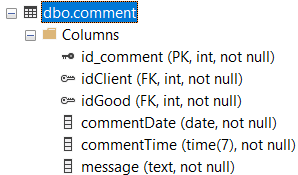 dbo.comment
Columns
id_comment (PK, int, not null)
idClient (FK, int, not null)
idGood (FK, int, not null)
commentDate (date, not null)
commentTime (time(7), not null)
message (text, not null)